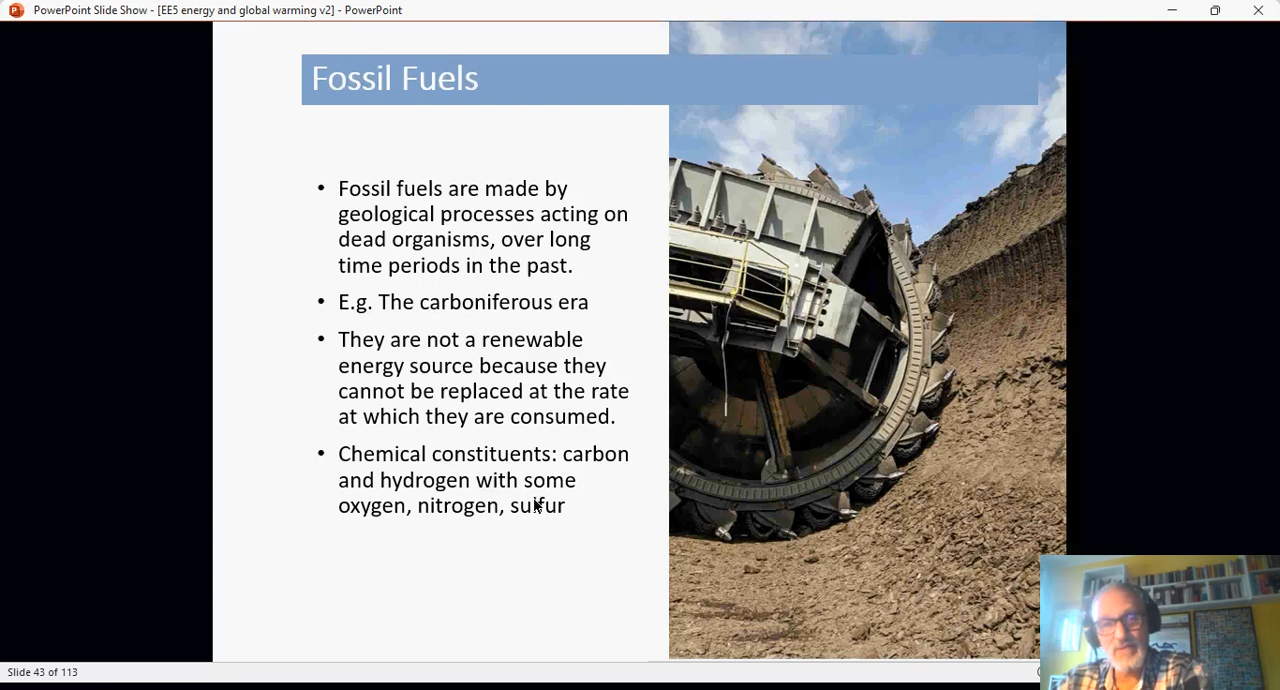 PowerPoint Slide Show - [EE5 energy and global warming v2] - PowerPoint
Fossil Fuels
• Fossil fuels are made by
geological processes acting on
dead organisms, over long
time periods in the past.
• E.g. The carboniferous era
• They are not a renewable
energy source because they
cannot be replaced at the rate
at which they are consumed.
• Chemical constituents: carbon
and hydrogen with some
oxygen, nitrogen, sulfur
Slide 43 of 113